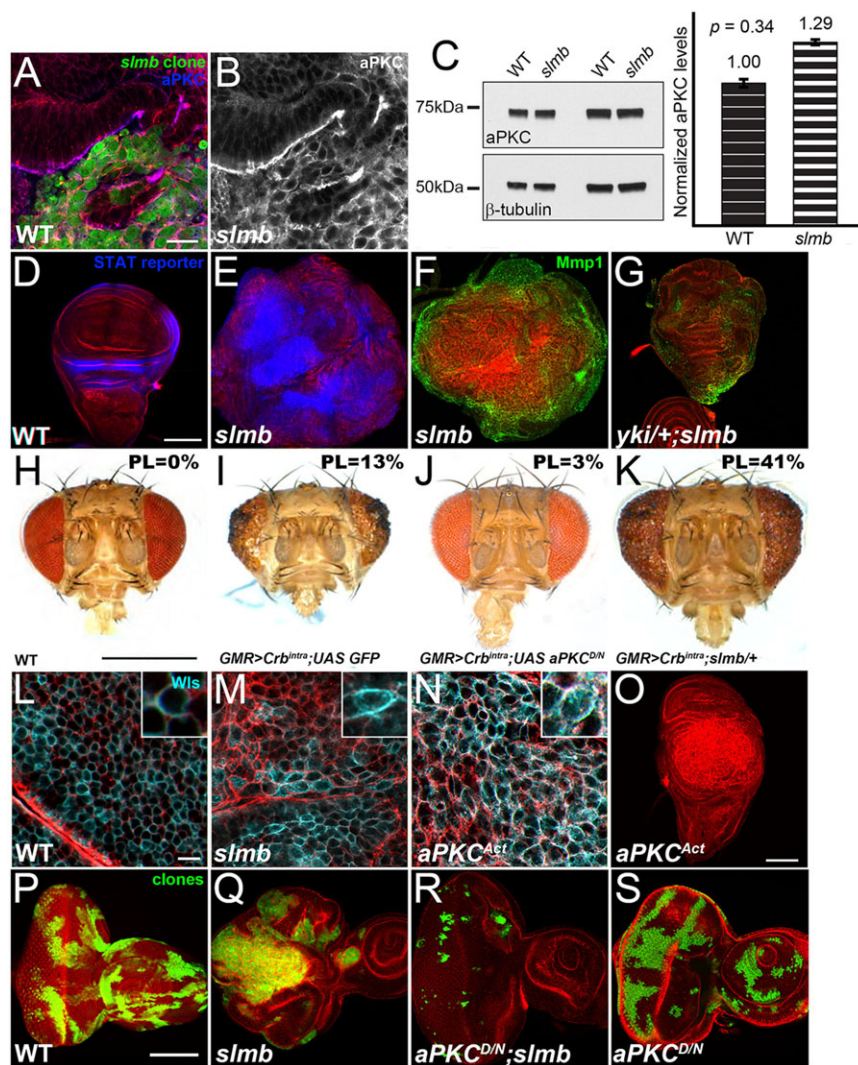 A
slmb clone
aPKC
WT
B
aPKC
slmb
C
WT slmb WT slmb
75kDa
aPKC
50kDa
β-tubulin
Normalized aPKC levels
p = 0.34
1.00
1.29
WT slmb
D
STAT reporter
WT
E
slmb
F
Mmp1
slmb
G
yki/+;slmb
H
PL=0%
WT
I
PL=13%
GMR>Crbintra;UAS GFP
J
PL=3%
GMR>Crbintra;UAS aPKCD/N
K
PL=41%
GMR>Crbintra;slmb/+
L
Wls
WT
M
slmb
N
aPKCAct
O
aPKCAct
P
clones
WT
Q
slmb
R
aPKCD/N;slmb
S
aPKCD/N